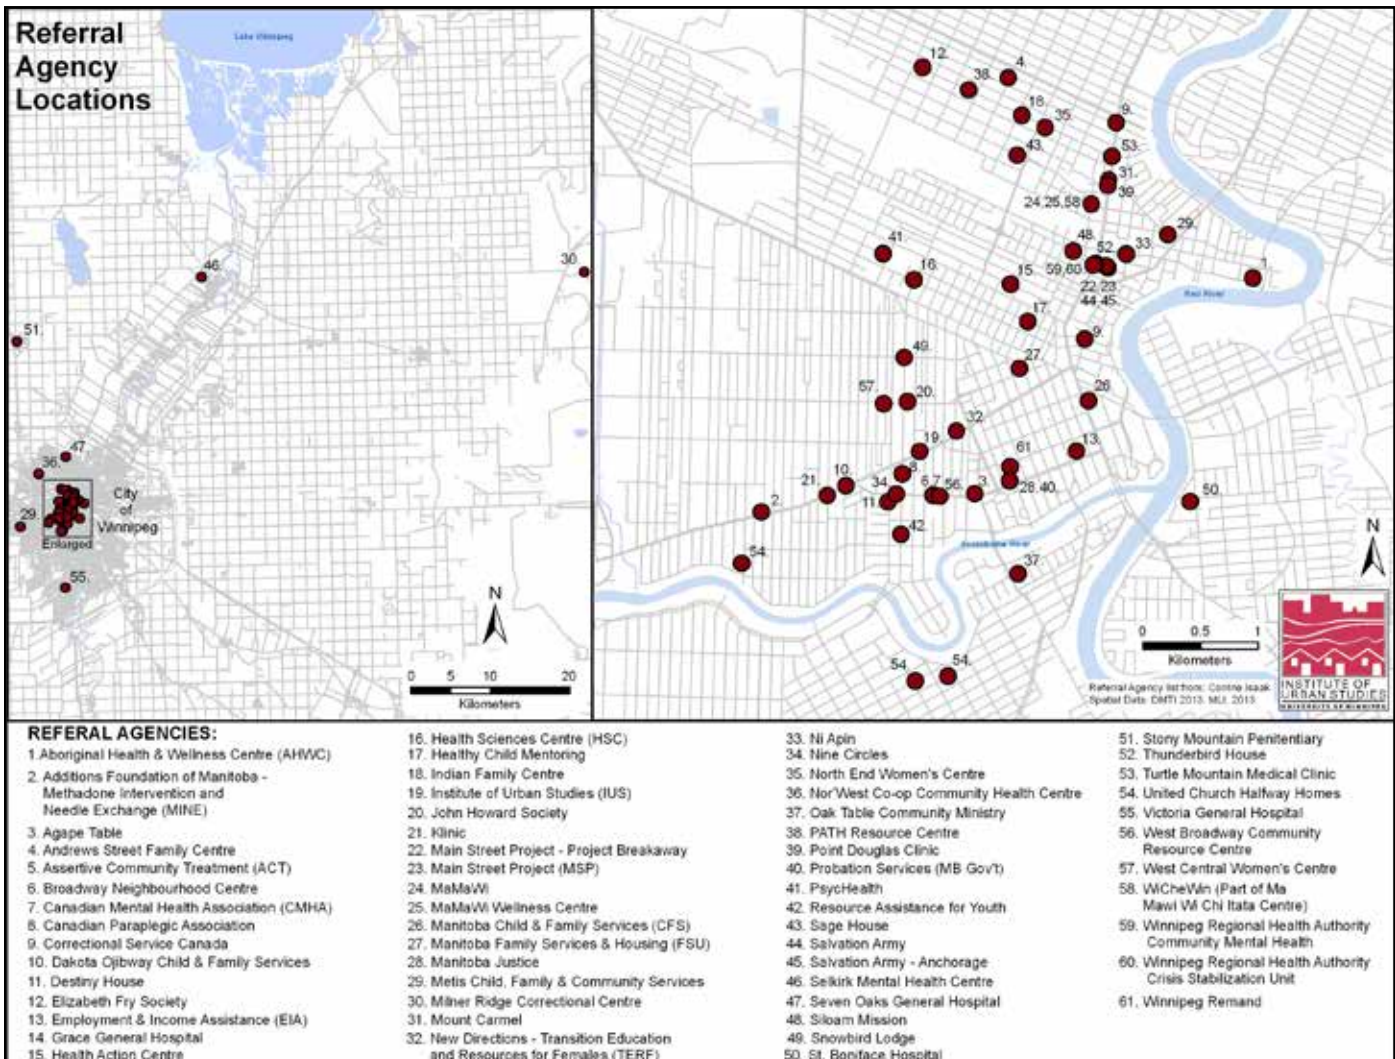 Referral
Agency
Locations
Lake Winnipeg
46.
30
51.
47.
36.
29.
City
of
Winnipeg
Enlarged
55.
N
0 5 10 20
Kilometers
12.
38.
4.
18.
35.
9.
43.
53.
31.
39
24,25,58
29.
48.
52.
33
59,60
22 23
44 45.
41.
16.
15.
1.
Red River
17.
9.
27.
49.
57.
20.
26
32.
19.
13.
61
8.
10.
21.
34
6,7
56.
3.
28,40.
11.
2.
50.
42.
54.
37
54.
54.
N
0 0.5 1
Kilometers
Referral Agency list from: Corinne Isaak
Spatial Data: DMTI 2013. MLI, 2013
INSTITUTE OF
URBAN STUDIES
UNIVERSITY OF WINNIPEG
REFERAL AGENCIES:
1.Aboriginal Health & Wellness Centre (AHWC)
2. Additions Foundation of Manitoba -
Methadone Intervention and
Needle Exchange (MINE)
3. Agape Table
4. Andrews Street Family Centre
5. Assertive Community Treatment (ACT)
6. Broadway Neighbourhood Centre
7. Canadian Mental Health Association (CMHA)
8. Canadian Paraplegic Association
9. Correctional Service Canada
10. Dakota Ojibway Child & Family Services
11. Destiny House
12. Elizabeth Fry Society
13. Employment & Income Assistance (EIA)
14. Grace General Hospital
15. Health Action Centre
16. Health Sciences Centre (HSC)
17. Healthy Child Mentoring
18. Indian Family Centre
19. Institute of Urban Studies (IUS)
20. John Howard Society
21. Klinic
22. Main Street Project - Project Breakaway
23. Main Street Project (MSP)
24. MaMaWi
25. MaMaWi Wellness Centre
26. Manitoba Child & Family Services (CFS)
27. Manitoba Family Services & Housing (FSU)
28. Manitoba Justice
29. Metis Child, Family & Community Services
30. Milner Ridge Correctional Centre
31. Mount Carmel
32. New Directions - Transition Education
and Resources for Females (TERF)
33. Ni Apin
34. Nine Circles
35. North End Women's Centre
36. Nor'West Co-op Community Health Centre
37. Oak Table Community Ministry
38. PATH Resource Centre
39. Point Douglas Clinic
40. Probation Services (MB Gov't)
41. PsycHealth
42. Resource Assistance for Youth
43. Sage House
44. Salvation Army
45. Salvation Army - Anchorage
46. Selkirk Mental Health Centre
47. Seven Oaks General Hospital
48. Siloam Mission
49. Snowbird Lodge
50. St. Boniface Hospital
51. Stony Mountain Penitentiary
52. Thunderbird House
53. Turtle Mountain Medical Clinic
54. United Church Halfway Homes
55. Victoria General Hospital
56. West Broadway Community
Resource Centre
57. West Central Women's Centre
58. WiCheWin (Part of Ma
Mawi Wi Chi Itata Centre)
59. Winnipeg Regional Health Authority
Community Mental Health
60. Winnipeg Regional Health Authority
Crisis Stabilization Unit
61. Winnipeg Remand